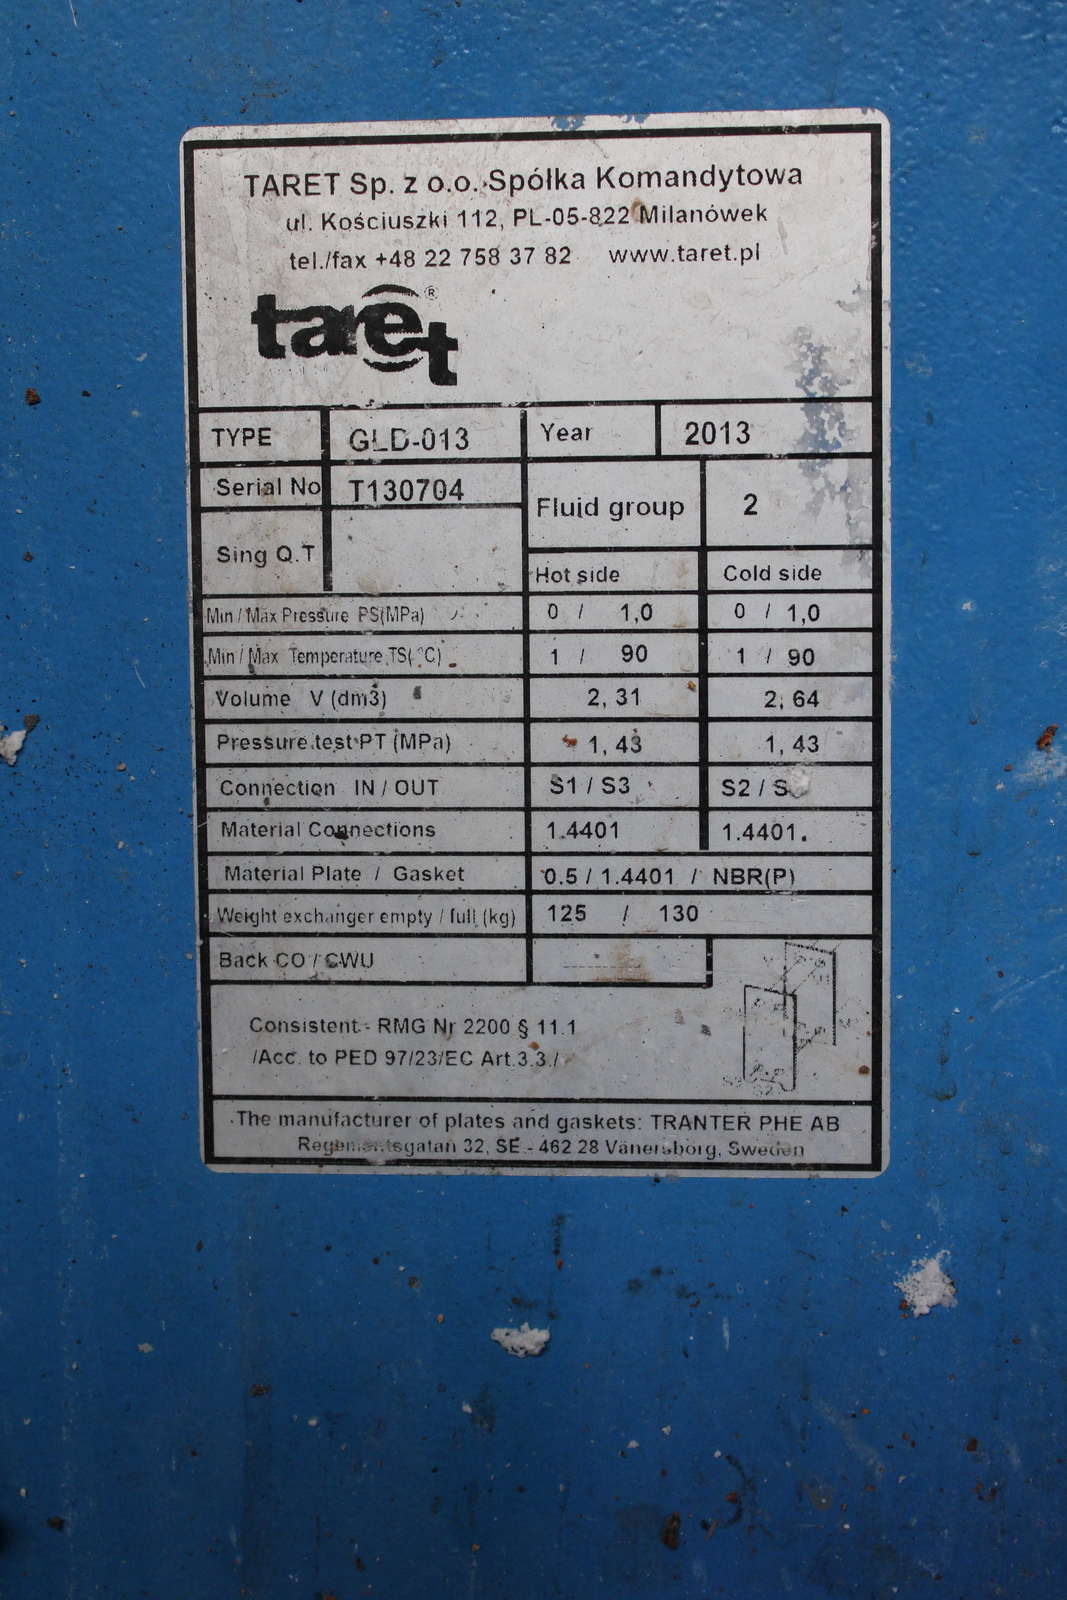 TARET Sp. z o.o. Spółka Komandytowa
ul. Kościuszki 112, PL-05-822 Milanówek
tel./fax +48 22 758 37 82 www.taret.pl
taret ®
TYPE GLD-013 Year 2013
Serial No T130704
Fluid group 2
Sing Q.T
Hot side Cold side
Min / Max Pressure PS(MPa) 0 / 1,0 0 / 1,0
Min / Max Temperature TS(°C) 1 / 90 1 / 90
Volume V (dm3) 2, 31 2, 64
Pressure test PT (MPa) 1, 43 1, 43
Connection IN / OUT S1 / S3 S2 / S
Material Connections 1.4401 1.4401.
Material Plate / Gasket 0.5 / 1.4401 / NBR(P)
Weight exchanger empty / full (kg) 125 / 130
Back CO / CWU
Consistent - RMG Nr 2200 § 11.1
/Acc. to PED 97/23/EC Art.3.3./
The manufacturer of plates and gaskets: TRANTER PHE AB
Regementsgatan 32, SE - 462 28 Vänersborg, Sweden